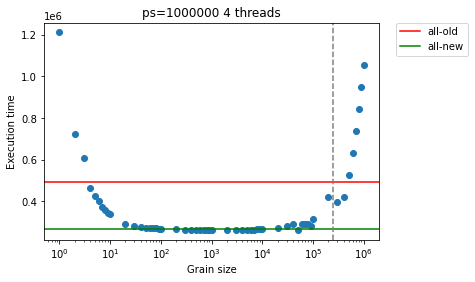 ps=1000000 4 threads
1e6
1.2
1.0
0.8
0.6
0.4
Execution time
10⁰
10¹
10²
10³
10⁴
10⁵
10⁶
Grain size
all-old
all-new